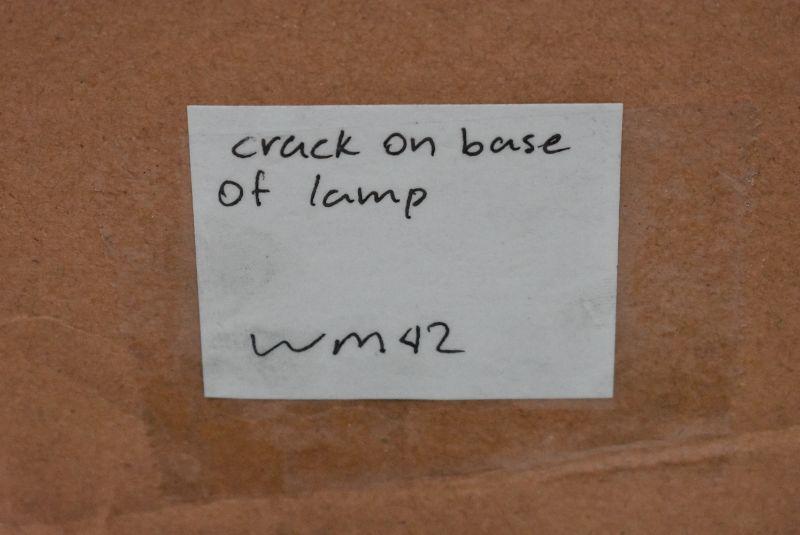 crack on base
of lamp
wm42